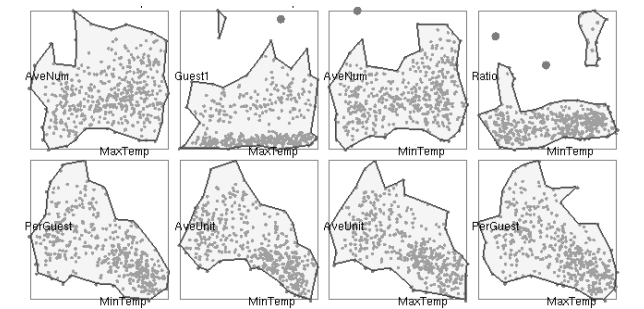 AveNum
MaxTemp
Guest1
MaxTemp
AveNum
MinTemp
Ratio
MinTemp
PerGuest
MinTemp
AveUnit
MinTemp
AveUnit
MaxTemp
PerGuest
MaxTemp